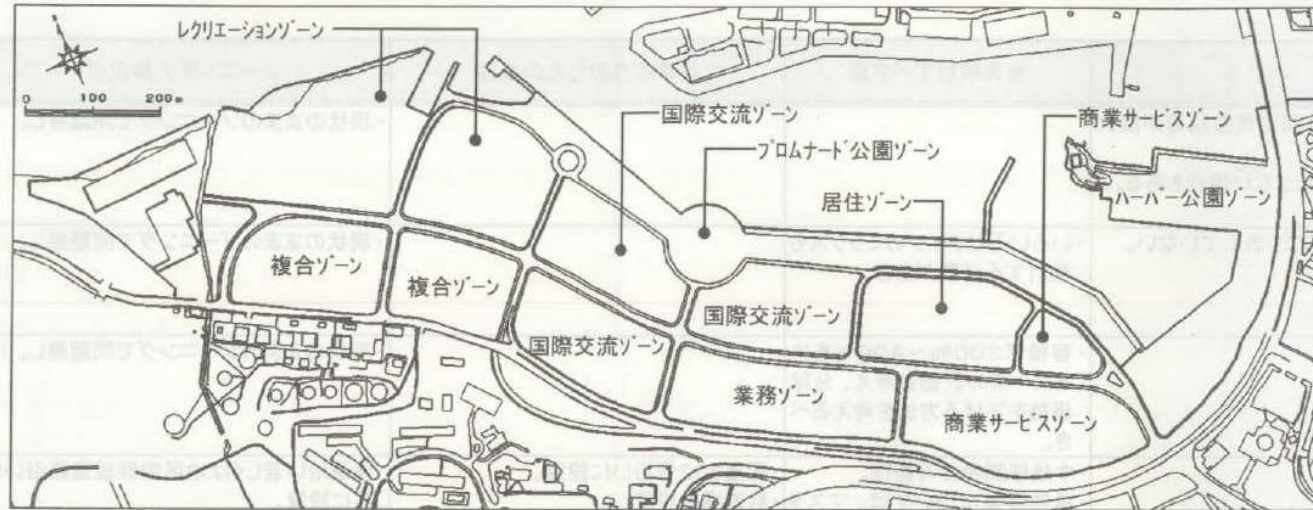 レクリエーションゾーン
0 100 200m
国際交流ゾーン
商業サービスゾーン
プロムナード公園ゾーン
ハーバー公園ゾーン
居住ゾーン
複合ゾーン
複合ゾーン
国際交流ゾーン
国際交流ゾーン
業務ゾーン
商業サービスゾーン